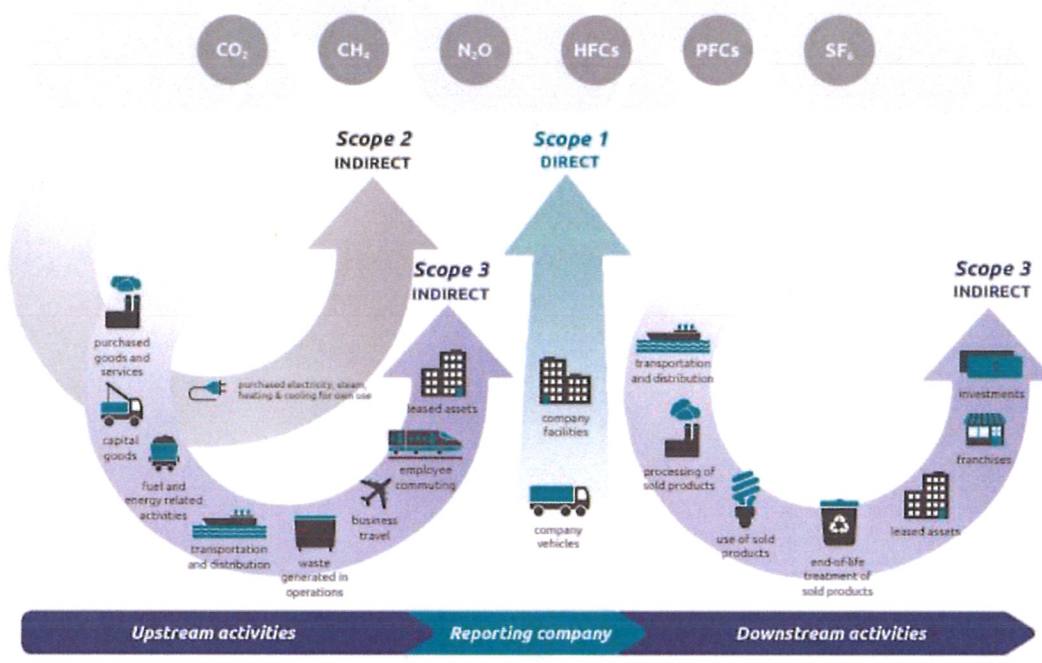 CO₂ CH₄ N₂O HFCs PFCs SF₆
Scope 2
INDIRECT
Scope 1
DIRECT
Scope 3
INDIRECT
Scope 3
INDIRECT
purchased
goods and
services
capital
goods
fuel and
energy related
activities
purchased electricity, steam,
heating & cooling for own use
transportation
and distribution
waste
generated in
operations
business
travel
employee
commuting
leased assets
company
facilities
company
vehicles
transportation
and distribution
processing of
sold products
use of sold
products
end-of-life
treatment of
sold products
leased assets
franchises
investments
Upstream activities
Reporting company
Downstream activities